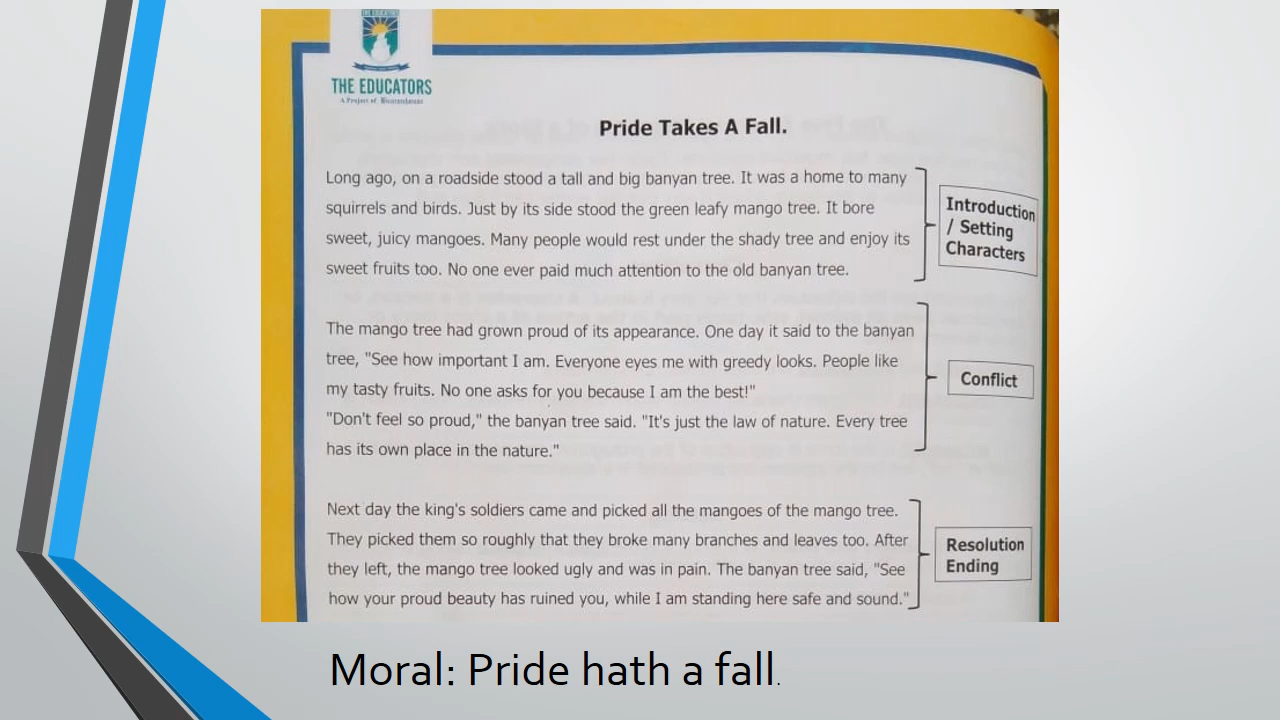 THE EDUCATORS
THE EDUCATORS
A Project of Beaconhouse
Pride Takes A Fall.
Long ago, on a roadside stood a tall and big banyan tree. It was a home to many
squirrels and birds. Just by its side stood the green leafy mango tree. It bore
sweet, juicy mangoes. Many people would rest under the shady tree and enjoy its
sweet fruits too. No one ever paid much attention to the old banyan tree.
Introduction
/ Setting
Characters
The mango tree had grown proud of its appearance. One day it said to the banyan
tree, "See how important I am. Everyone eyes me with greedy looks. People like
my tasty fruits. No one asks for you because I am the best!"
"Don't feel so proud," the banyan tree said. "It's just the law of nature. Every tree
has its own place in the nature."
Conflict
Next day the king's soldiers came and picked all the mangoes of the mango tree.
They picked them so roughly that they broke many branches and leaves too. After
they left, the mango tree looked ugly and was in pain. The banyan tree said, "See
how your proud beauty has ruined you, while I am standing here safe and sound."
Resolution
Ending
Moral: Pride hath a fall.